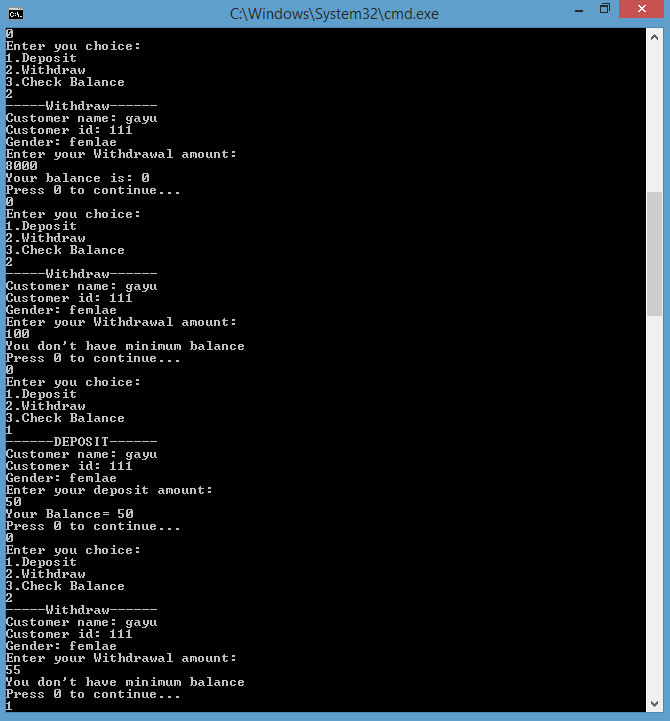 C:\Windows\System32\cmd.exe
0
Enter you choice:
1.Deposit
2.Withdraw
3.Check Balance
2
-----Withdraw------
Customer name: gayu
Customer id: 111
Gender: femlae
Enter your Withdrawal amount:
8000
Your balance is: 0
Press 0 to continue...
0
Enter you choice:
1.Deposit
2.Withdraw
3.Check Balance
2
-----Withdraw------
Customer name: gayu
Customer id: 111
Gender: femlae
Enter your Withdrawal amount:
100
You don't have minimum balance
Press 0 to continue...
0
Enter you choice:
1.Deposit
2.Withdraw
3.Check Balance
1
------DEPOSIT------
Customer name: gayu
Customer id: 111
Gender: femlae
Enter your deposit amount:
50
Your Balance= 50
Press 0 to continue...
0
Enter you choice:
1.Deposit
2.Withdraw
3.Check Balance
2
-----Withdraw------
Customer name: gayu
Customer id: 111
Gender: femlae
Enter your Withdrawal amount:
55
You don't have minimum balance
Press 0 to continue...
1